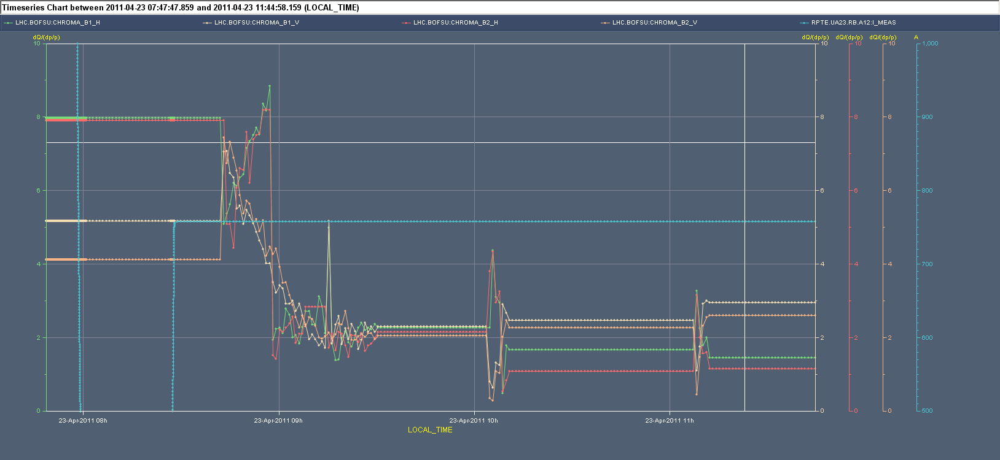 Timeseries Chart between 2011-04-23 07:47:47.859 and 2011-04-23 11:44:58.159 (LOCAL_TIME)
LHC.BOFSU:CHROMA_B1_H LHC.BOFSU:CHROMA_B1_V LHC.BOFSU:CHROMA_B2_H LHC.BOFSU:CHROMA_B2_V RPTE.UA23.RB.A12:I_MEAS
dQ/(dp/p) dQ/(dp/p) dQ/(dp/p) dQ/(dp/p) A
10 10 10 10 1,000
8 8 8 8 900
6 6 6 6 800
4 4 4 4 700
2 2 2 2 600
0 0 0 0 500
23-Apr-2011 08h 23-Apr-2011 09h 23-Apr-2011 10h 23-Apr-2011 11h
LOCAL_TIME